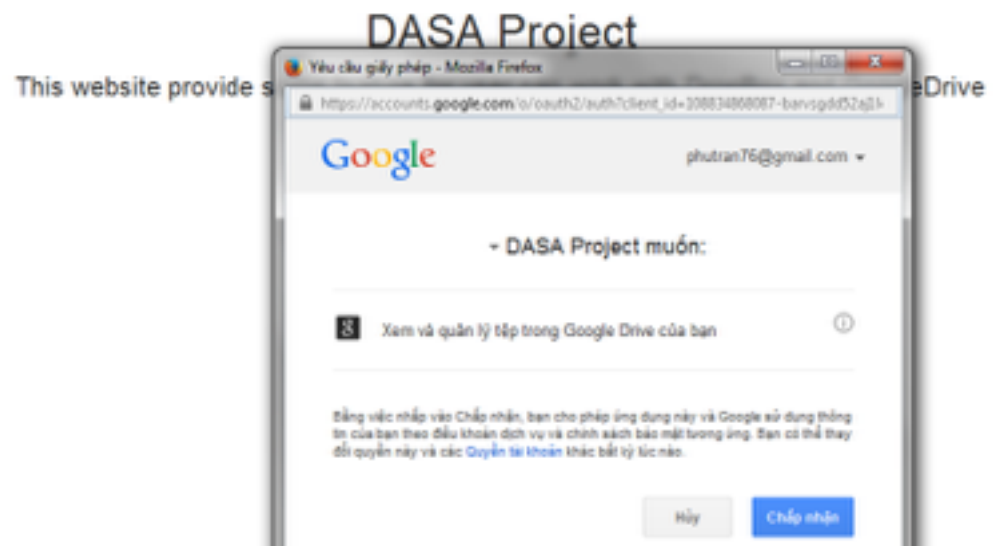 DASA Project
This website provide s
eDrive
Yêu cầu giấy phép - Mozilla Firefox
https://accounts.google.com/o/oauth2/auth?client_id=108834868087-barvsgdd52aj1
Google
phutran76@gmail.com
DASA Project muốn:
Xem và quản lý tệp trong Google Drive của bạn
Bằng việc nhấp vào Chấp nhận, bạn cho phép ứng dụng này và Google sử dụng thông
tin của bạn theo điều khoản dịch vụ và chính sách bảo mật tương ứng. Bạn có thể thay
đổi quyền này và các Quyền tài khoản khác bất kỳ lúc nào.
Hủy
Chấp nhận